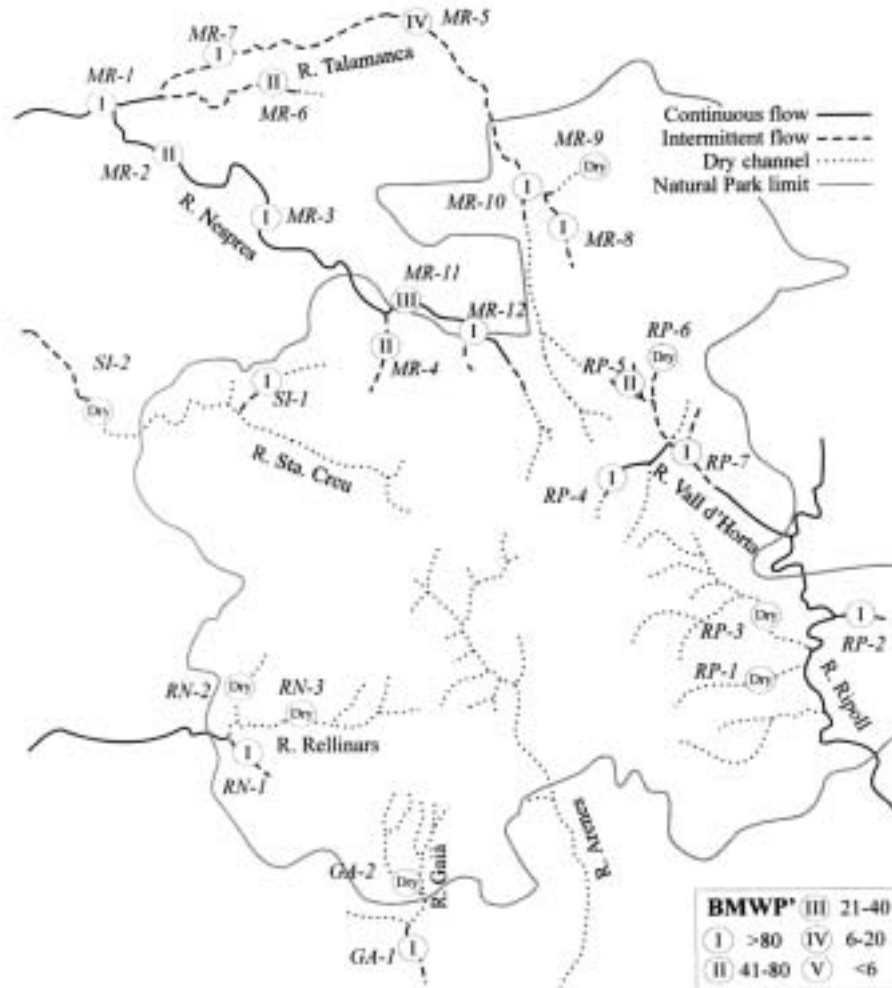 MR-7
I
IV
MR-5
R. Talamanca
MR-1
I
II
MR-6
Continuous flow
Intermittent flow
Dry channel
Natural Park limit
MR-9
Dry
MR-2
II
MR-10
I
I
MR-8
R. Nespres
I
MR-3
MR-11
III
MR-12
I
SI-2
Dry
I
SI-1
II
MR-4
RP-6
Dry
RP-5
II
R. Sta. Creu
I
RP-7
RP-4
I
R. Vall d'Horta
Dry
RP-3
I
RP-2
RP-1
Dry
R. Ripoll
RN-2
Dry
RN-3
Dry
R. Rellinars
I
RN-1
R. Arenes
GA-2
Dry
R. Gaià
GA-1
I
BMWP' III 21-40
I >80 IV 6-20
II 41-80 V <6